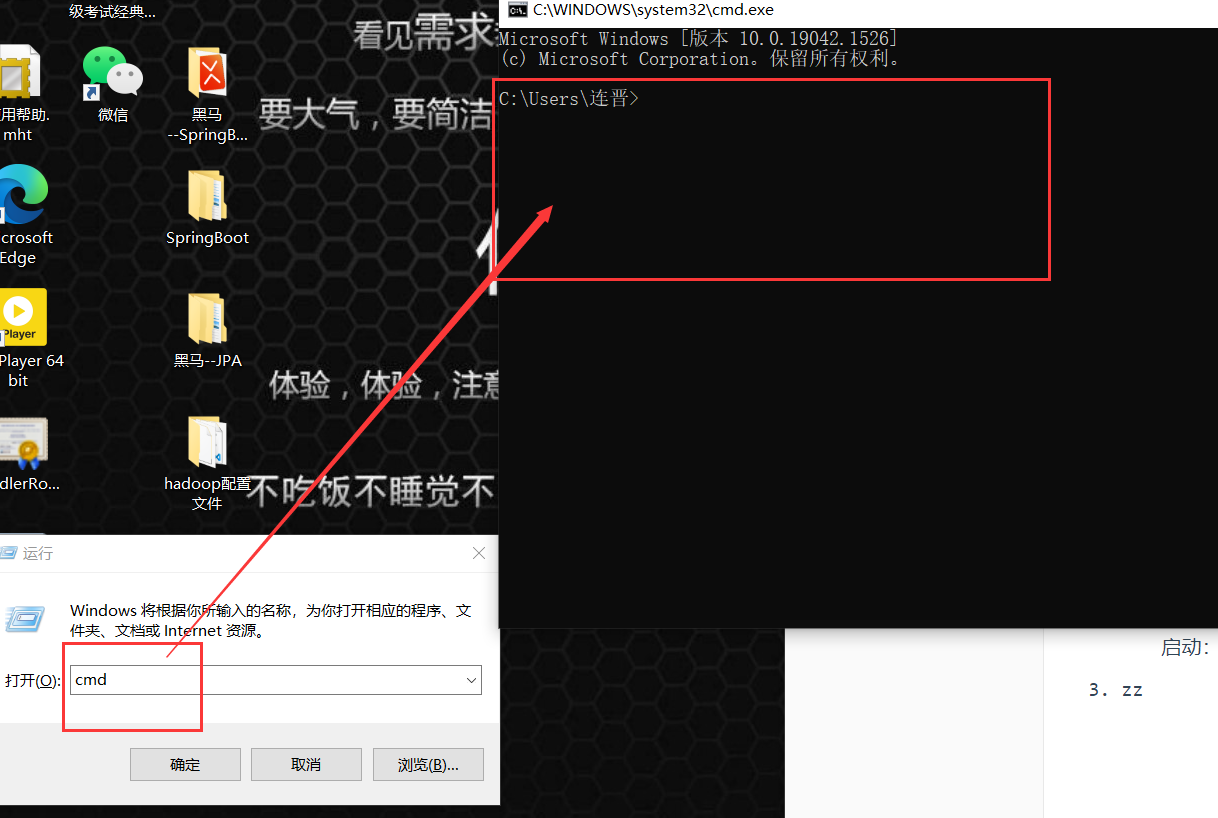 级考试经典...
用帮助.
mht
微信
黑马
--SpringB...
crosoft
Edge
SpringBoot
Player
Player 64
bit
黑马--JPA
dlerRo...
hadoop配置
文件
看见需求
要大气，要简洁
体验，体验，注意
不吃饭不睡觉不
C:\WINDOWS\system32\cmd.exe
Microsoft Windows [版本 10.0.19042.1526]
(c) Microsoft Corporation。保留所有权利。
C:\Users\连晋>
运行
Windows 将根据你所输入的名称，为你打开相应的程序、文
件夹、文档或 Internet 资源。
打开(O):
cmd
确定
取消
浏览(B)...
启动：
3. zz